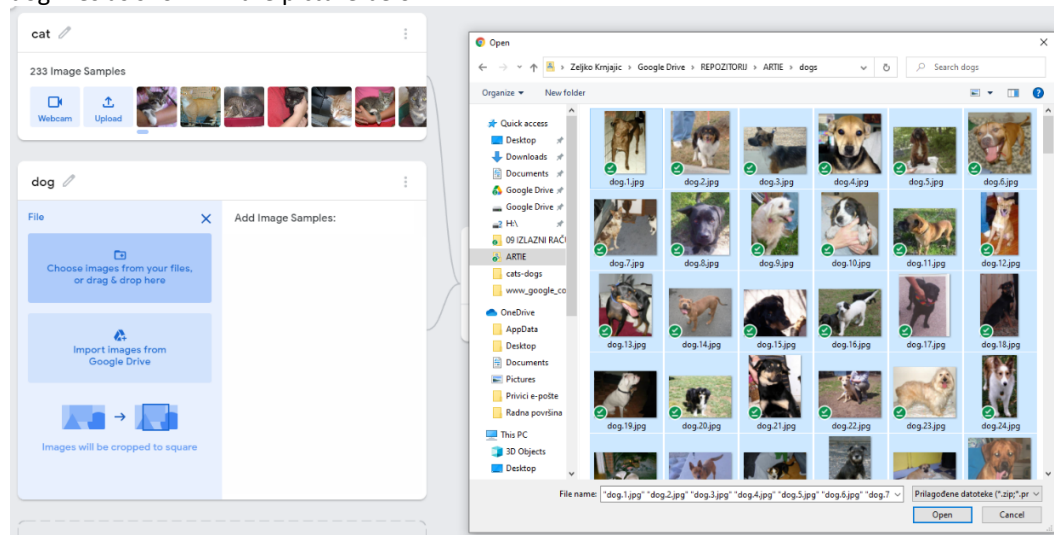 cat
233 Image Samples
Webcam
Upload
dog
File
Add Image Samples:
Choose images from your files,
or drag & drop here
Import images from
Google Drive
Images will be cropped to square
Open
Zeljko Krnjajic > Google Drive > REPOZITORIJ > ARTIE > dogs
Search dogs
Organize
New folder
Quick access
Desktop
Downloads
Documents
Google Drive
Google Drive
H:\
09 IZLAZNI RAČU
ARTIE
cats-dogs
www_google_co
OneDrive
AppData
Desktop
Documents
Pictures
Privici e-pošte
Radna površina
This PC
3D Objects
Desktop
dog.1.jpg dog.2.jpg dog.3.jpg dog.4.jpg dog.5.jpg dog.6.jpg
dog.7.jpg dog.8.jpg dog.9.jpg dog.10.jpg dog.11.jpg dog.12.jpg
dog.13.jpg dog.14.jpg dog.15.jpg dog.16.jpg dog.17.jpg dog.18.jpg
dog.19.jpg dog.20.jpg dog.21.jpg dog.22.jpg dog.23.jpg dog.24.jpg
File name: "dog.1.jpg" "dog.2.jpg" "dog.3.jpg" "dog.4.jpg" "dog.5.jpg" "dog.6.jpg" "dog.7
Prilagođene datoteke (*.zip;*.pr
Open
Cancel